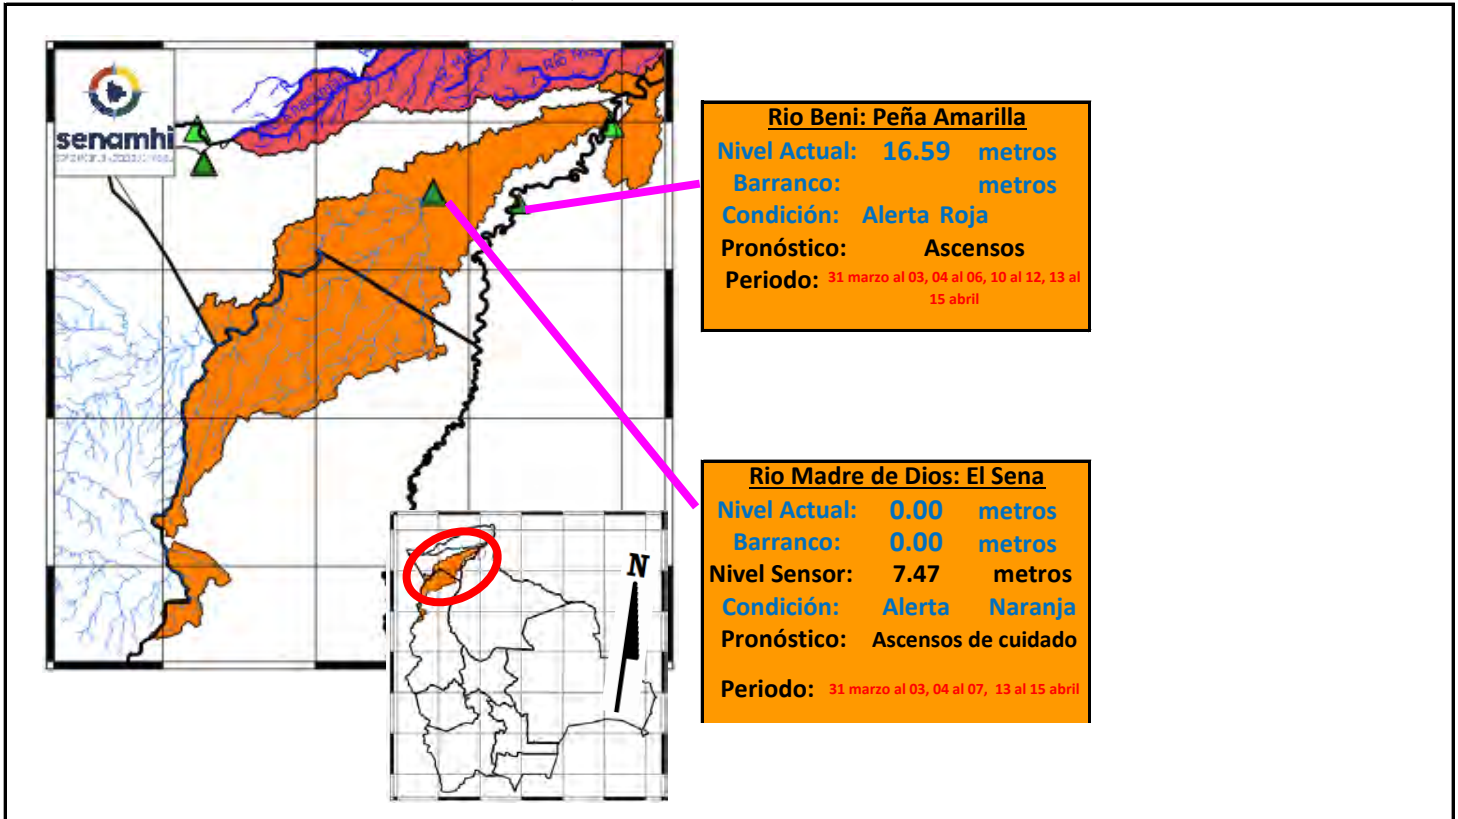 senamhi
Rio Beni: Peña Amarilla
Nivel Actual: 16.59 metros
Barranco: metros
Condición: Alerta Roja
Pronóstico: Ascensos
Periodo: 31 marzo al 03, 04 al 06, 10 al 12, 13 al
15 abril
Rio Madre de Dios: El Sena
Nivel Actual: 0.00 metros
Barranco: 0.00 metros
Nivel Sensor: 7.47 metros
Condición: Alerta Naranja
Pronóstico: Ascensos de cuidado
Periodo: 31 marzo al 03, 04 al 07, 13 al 15 abril
N